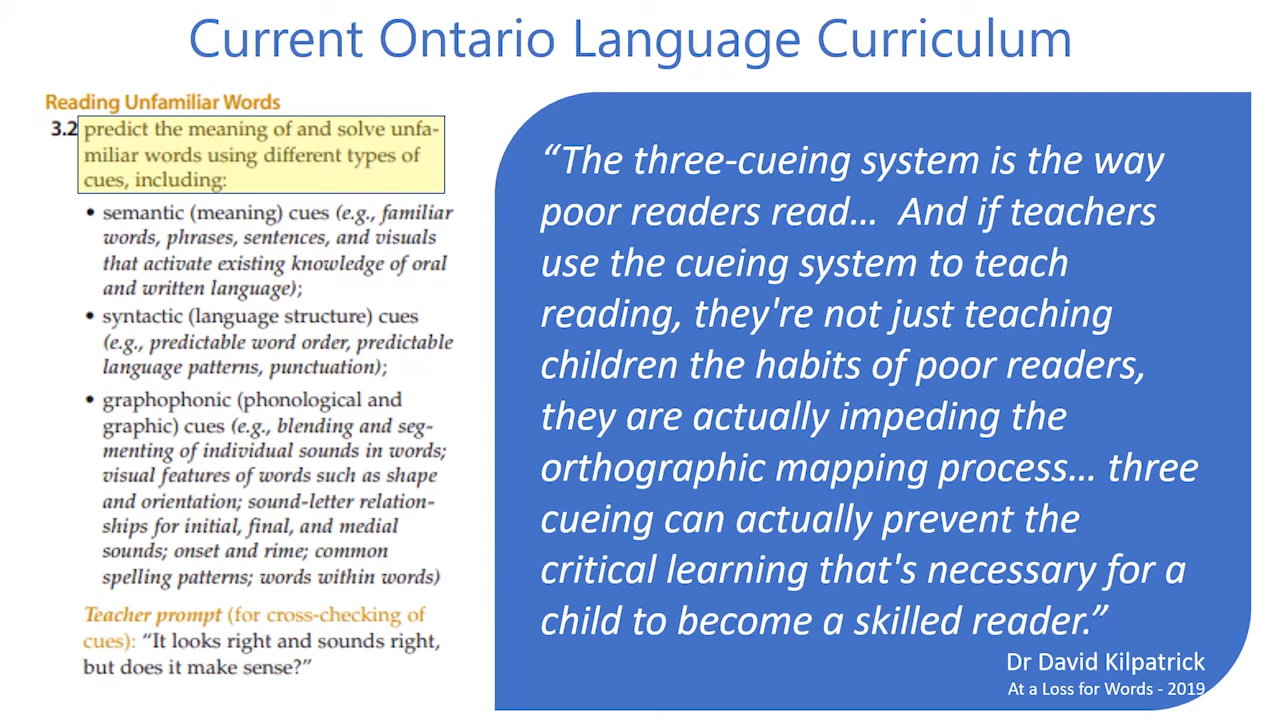 Current Ontario Language Curriculum
Reading Unfamiliar Words
3.2 predict the meaning of and solve unfa-
miliar words using different types of
cues, including:
• semantic (meaning) cues (e.g., familiar
words, phrases, sentences, and visuals
that activate existing knowledge of oral
and written language);
• syntactic (language structure) cues
(e.g., predictable word order, predictable
language patterns, punctuation);
• graphophonic (phonological and
graphic) cues (e.g., blending and seg-
menting of individual sounds in words;
visual features of words such as shape
and orientation; sound-letter relation-
ships for initial, final, and medial
sounds; onset and rime; common
spelling patterns; words within words)
Teacher prompt (for cross-checking of
cues): “It looks right and sounds right,
but does it make sense?”
“The three-cueing system is the way
poor readers read… And if teachers
use the cueing system to teach
reading, they're not just teaching
children the habits of poor readers,
they are actually impeding the
orthographic mapping process… three
cueing can actually prevent the
critical learning that's necessary for a
child to become a skilled reader.”
Dr David Kilpatrick
At a Loss for Words - 2019